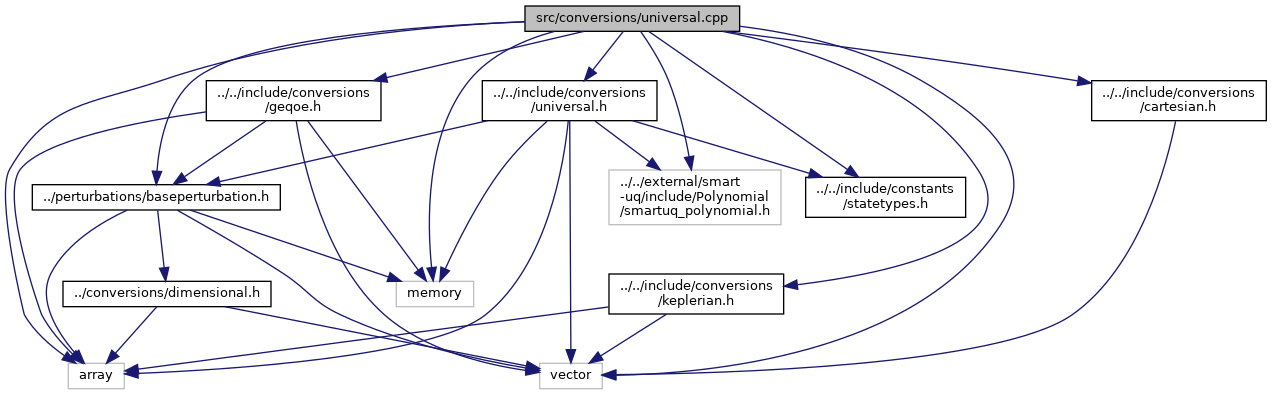 src/conversions/universal.cpp
../../include/conversions
/geqoe.h
../../include/conversions
/universal.h
../../include/conversions
/cartesian.h
../perturbations/baseperturbation.h
../../external/smart
-uq/include/Polynomial
/smartuq_polynomial.h
../../include/constants
/statetypes.h
../conversions/dimensional.h
memory
../../include/conversions
/keplerian.h
array
vector